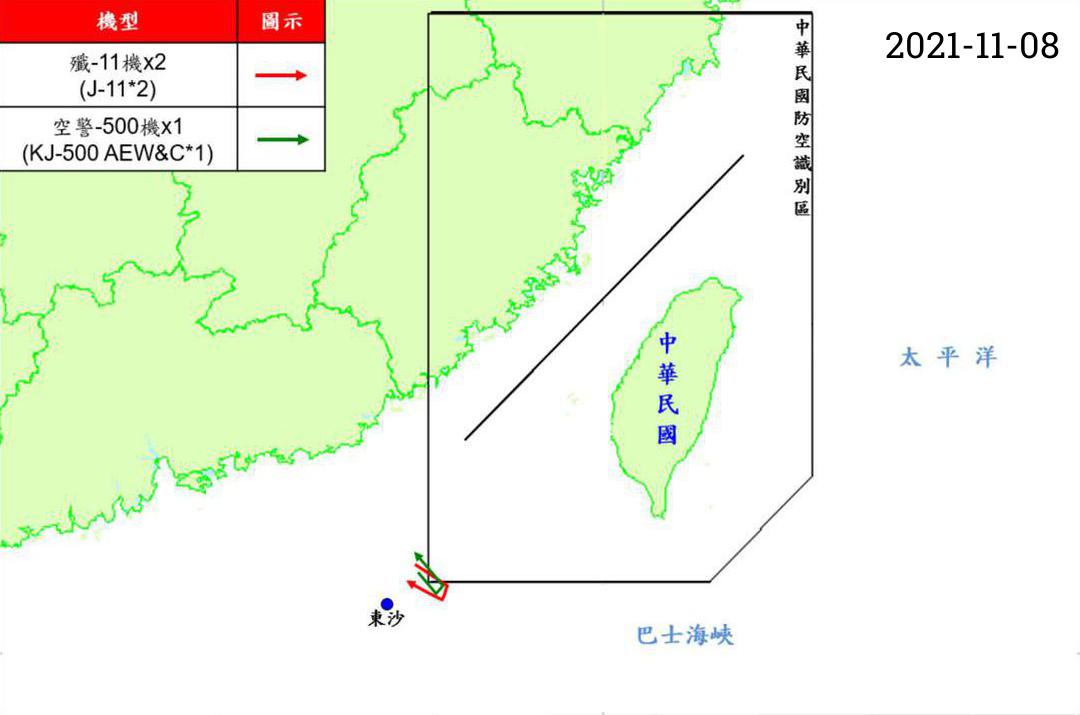 機型
圖示
殲-11機x2
(J-11*2)
空警-500機x1
(KJ-500 AEW&C*1)
中華民國防空識別區
2021-11-08
中華民國
太平洋
東沙
巴士海峽